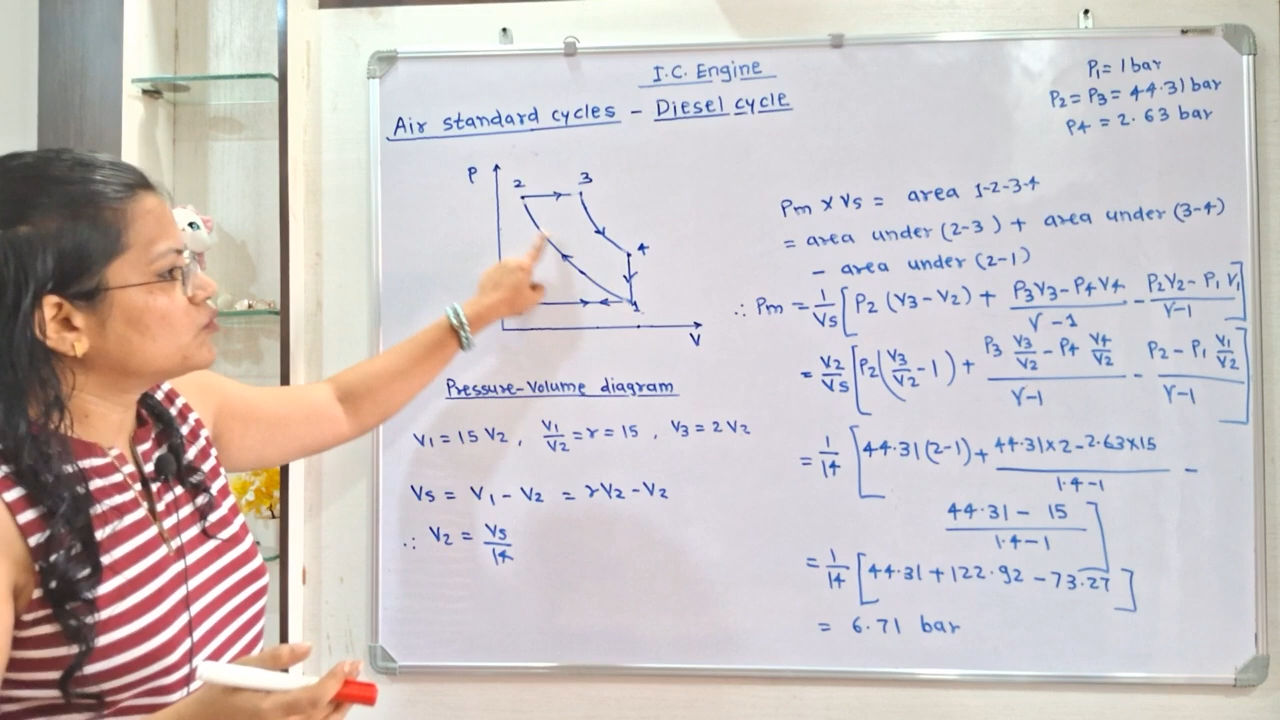 I.C. Engine
Air standard cycles - Diesel cycle
P1 = 1 bar
P2 = P3 = 44.31 bar
P4 = 2.63 bar
P
2
3
4
1
V
Pressure-Volume diagram
V1 = 15 V2 , V1/V2 = r = 15 , V3 = 2 V2
Vs = V1 - V2 = rV2 - V2
∴ V2 = Vs/14
Pm X Vs = area 1-2-3-4
= area under (2-3) + area under (3-4)
- area under (2-1)
∴ Pm = 1/Vs [P2 (V3 - V2) + (P3V3 - P4V4)/(γ-1) - (P2V2 - P1V1)/(γ-1)]
= V2/Vs [P2(V3/V2 - 1) + (P3 V3/V2 - P4 V4/V2)/(γ-1) - (P2 - P1 V1/V2)/(γ-1)]
= 1/14 [44.31(2-1) + (44.31x2 - 2.63x15)/(1.4-1) -
(44.31 - 15)/(1.4-1)]
= 1/14 [44.31 + 122.92 - 73.27]
= 6.71 bar